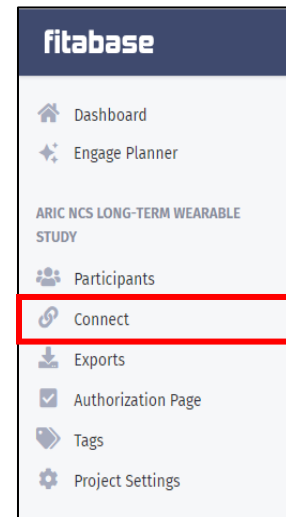 fitabase
Dashboard
Engage Planner
ARIC NCS LONG-TERM WEARABLE
STUDY
Participants
Connect
Exports
Authorization Page
Tags
Project Settings